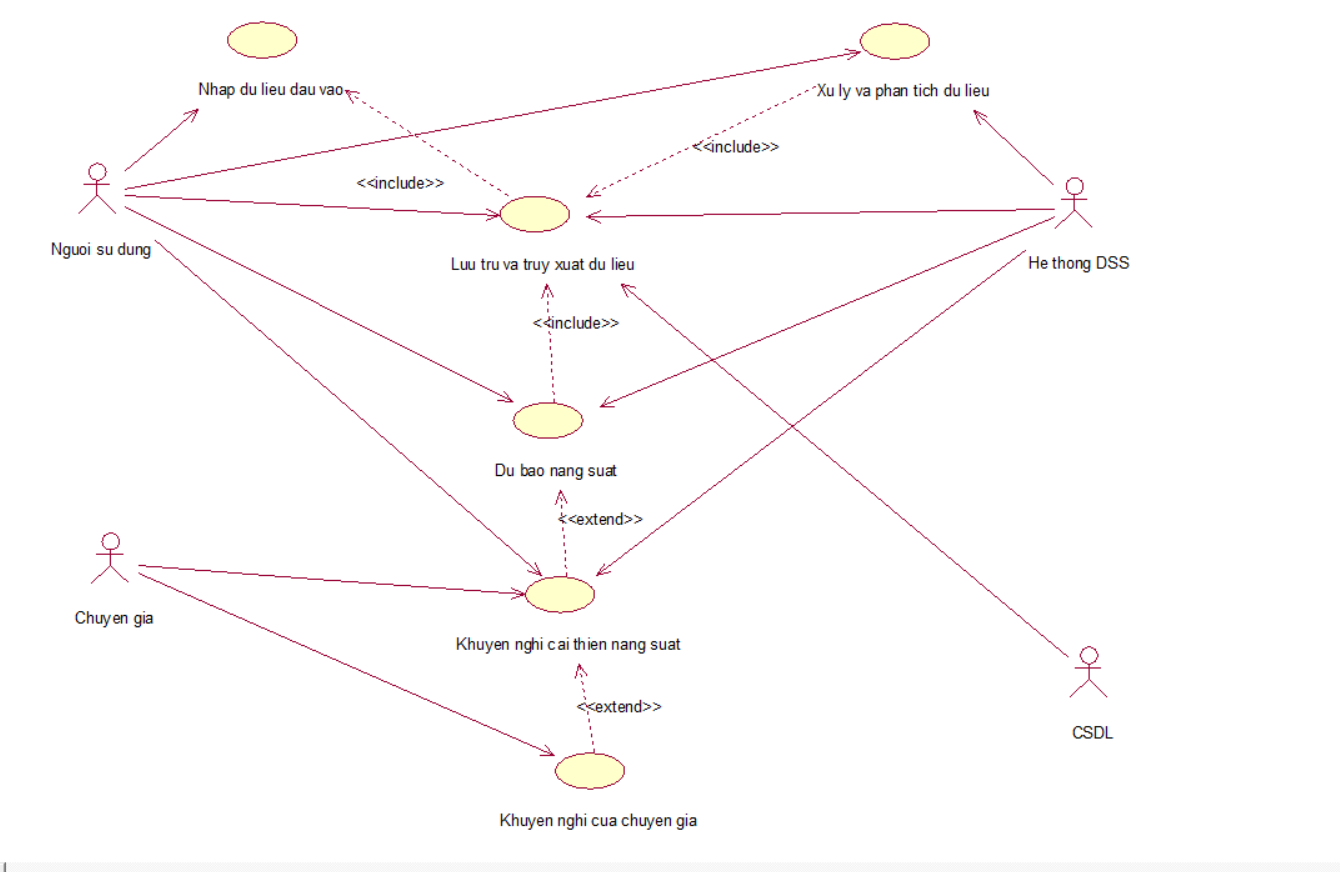 Nhap du lieu dau vao
Xu ly va phan tich du lieu
<<include>>
<<include>>
Nguoi su dung
Luu tru va truy xuat du lieu
He thong DSS
<<include>>
Du bao nang suat
<<extend>>
Chuyen gia
Khuyen nghi cai thien nang suat
<<extend>>
CSDL
Khuyen nghi cua chuyen gia